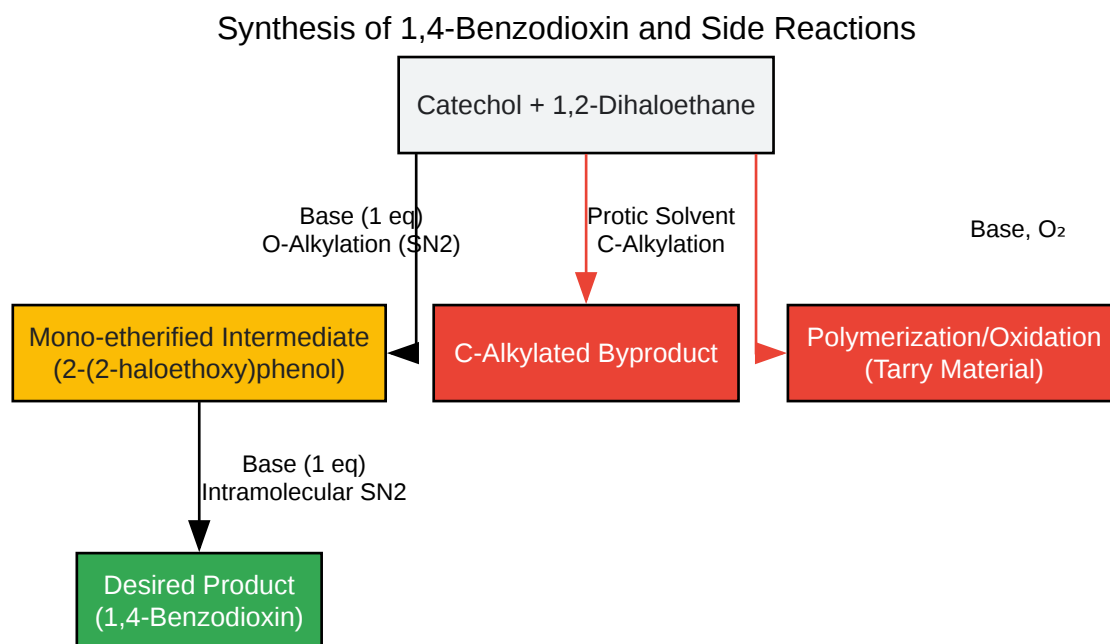 Synthesis of 1,4-Benzodioxin and Side Reactions
Catechol + 1,2-Dihaloethane
Base (1 eq)
O-Alkylation (SN2)
Protic Solvent
C-Alkylation
Base, O₂
Mono-etherified Intermediate
(2-(2-haloethoxy)phenol)
C-Alkylated Byproduct
Polymerization/Oxidation
(Tarry Material)
Base (1 eq)
Intramolecular SN2
Desired Product
(1,4-Benzodioxin)